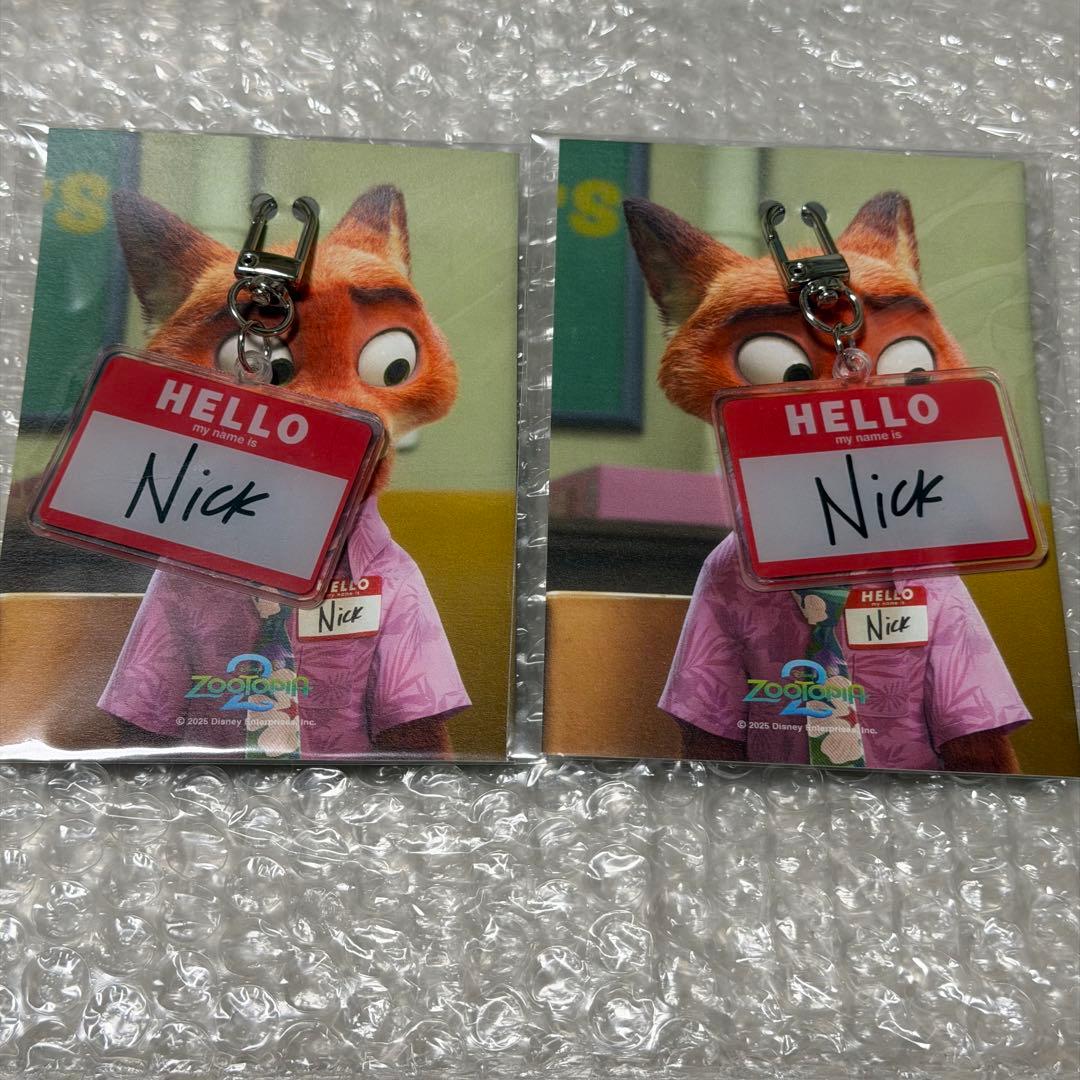 'S
HELLO
my name is
Nick
HELLO
my name is
Nick
ZOOTOPIA
2
© 2025 Disney Enterprises, Inc.
'S
HELLO
my name is
Nick
HELLO
my name is
Nick
ZOOTOPIA
2
© 2025 Disney Enterprises, Inc.